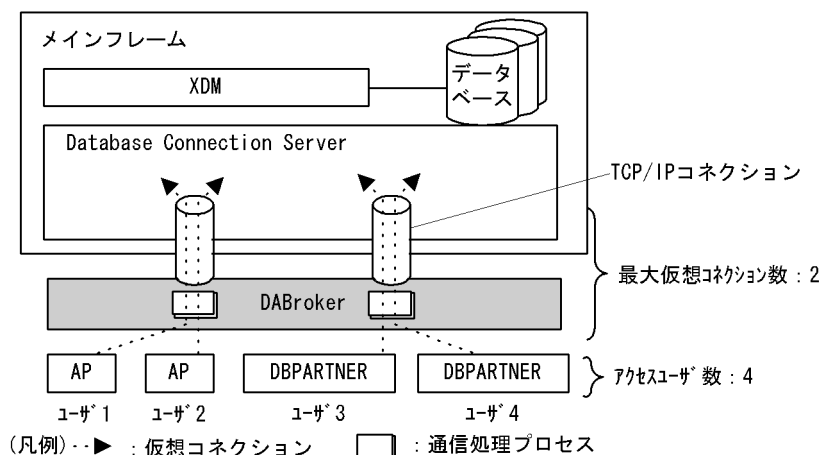 メインフレーム
XDM
データ
ベース
Database Connection Server
TCP/IPコネクション
最大仮想ｺﾈｸｼｮﾝ数：2
DABroker
AP
AP
DBPARTNER
DBPARTNER
ｱｸｾｽﾕｰｻﾞ数：4
ﾕｰｻﾞ1
ﾕｰｻﾞ2
ﾕｰｻﾞ3
ﾕｰｻﾞ4
(凡例)
：仮想コネクション
：通信処理プロセス